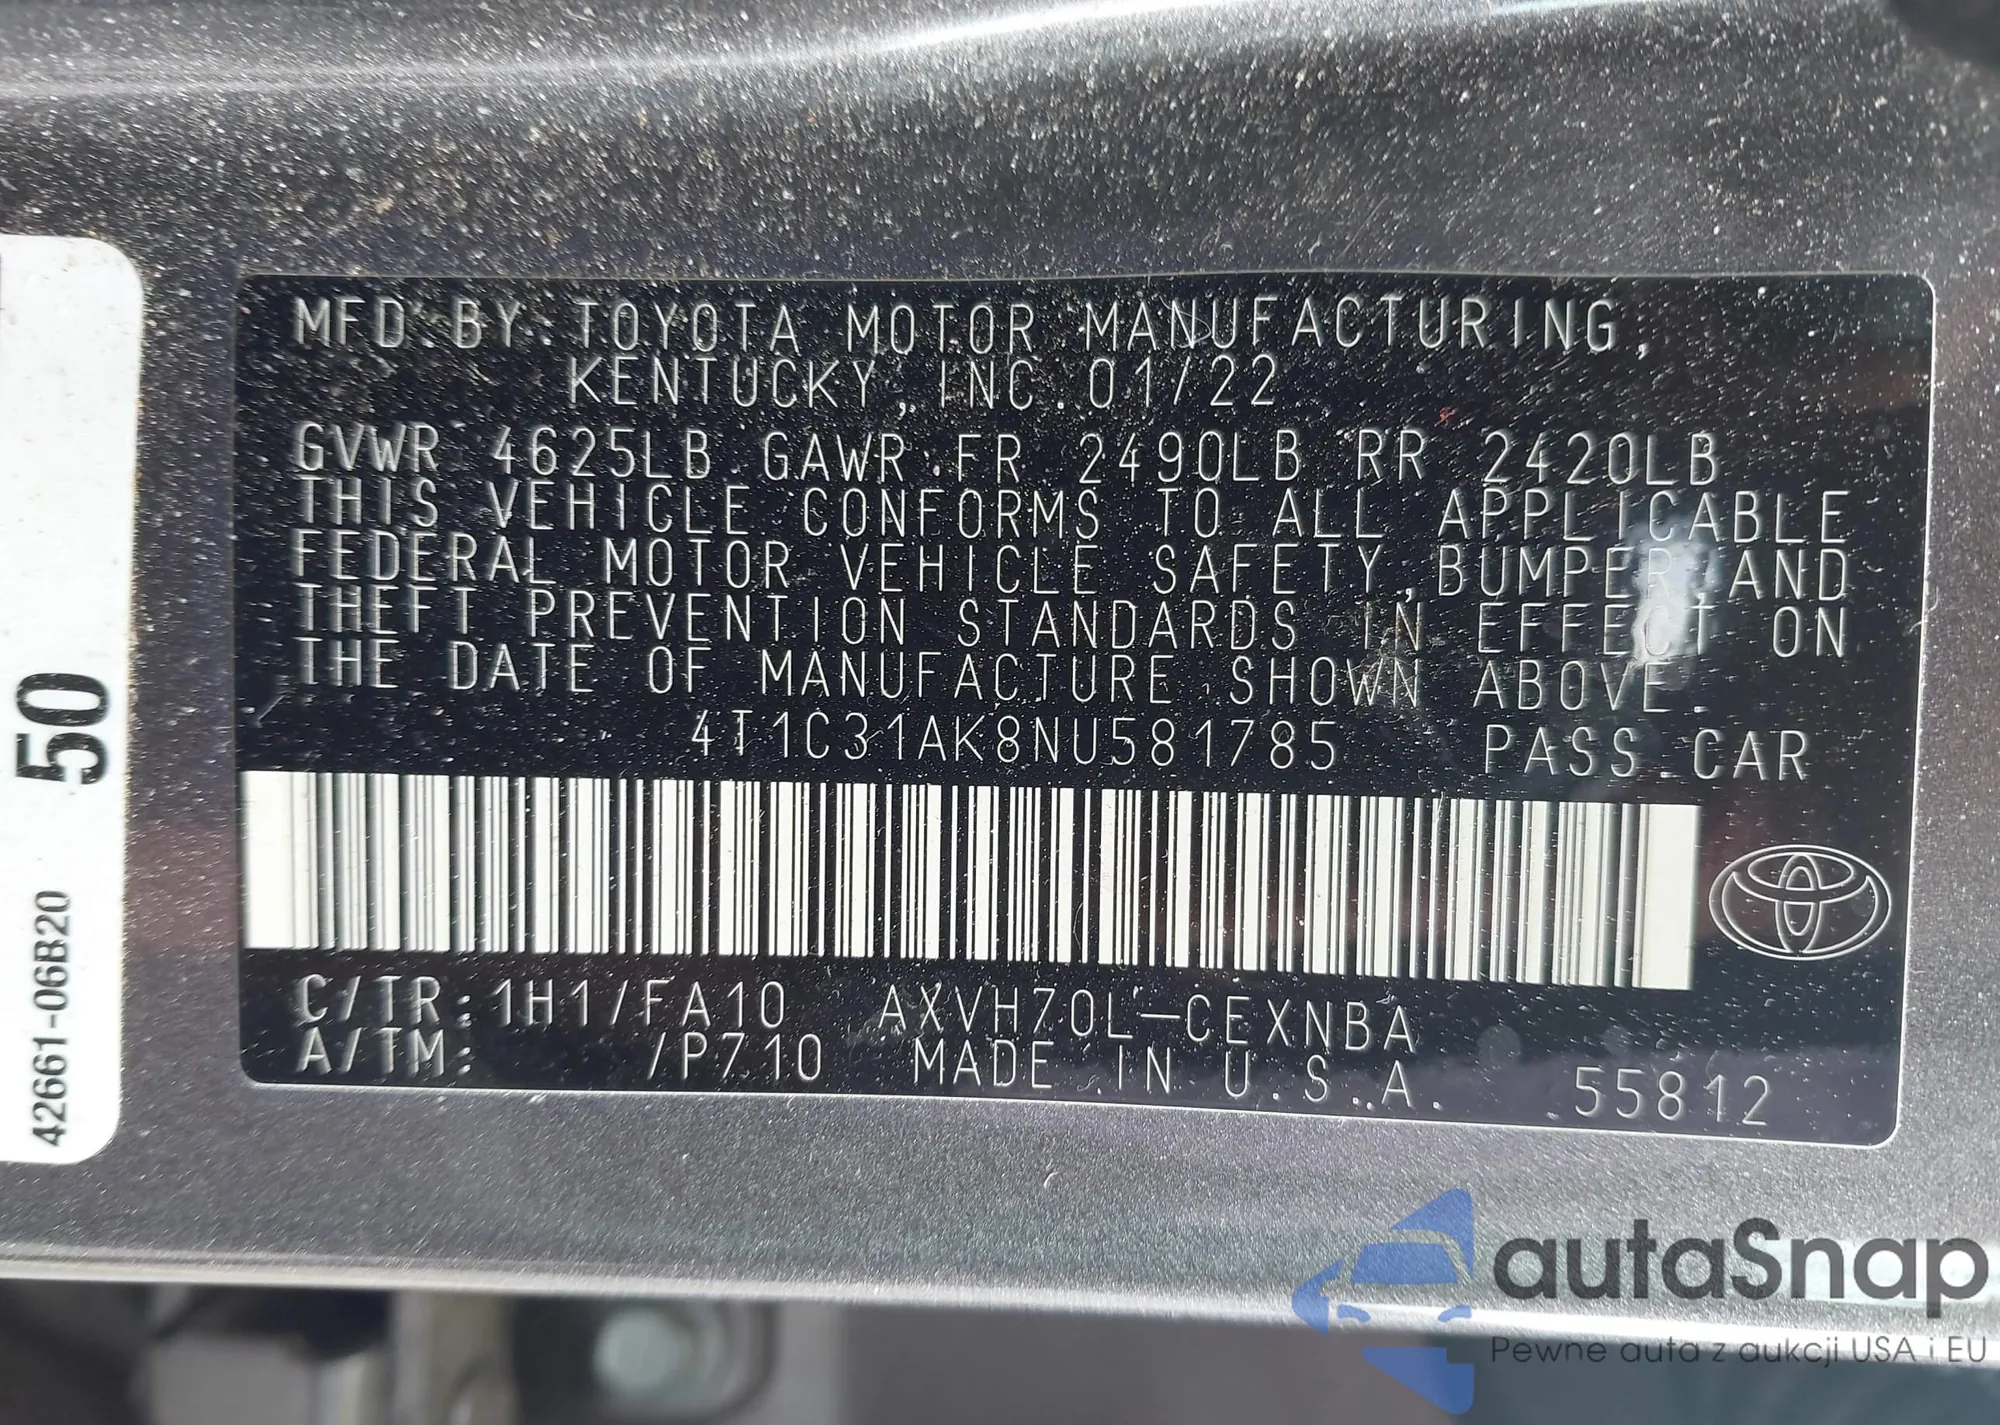 MFD. BY: TOYOTA MOTOR MANUFACTURING,
KENTUCKY, INC. 01/22
GVWR 4625LB GAWR FR 2490LB RR 2420LB
THIS VEHICLE CONFORMS TO ALL APPLICABLE
FEDERAL MOTOR VEHICLE SAFETY, BUMPER, AND
THEFT PREVENTION STANDARDS IN EFFECT ON
THE DATE OF MANUFACTURE SHOWN ABOVE.
4T1C31AK8NU581785 PASS. CAR
C/TR: 1H1/FA10 AXVH70L-CEXNBA
A/TM: /P710 MADE IN U.S.A. 55812
50
42661-06B20
autaSnap
Pewne auta z aukcji USA i EU